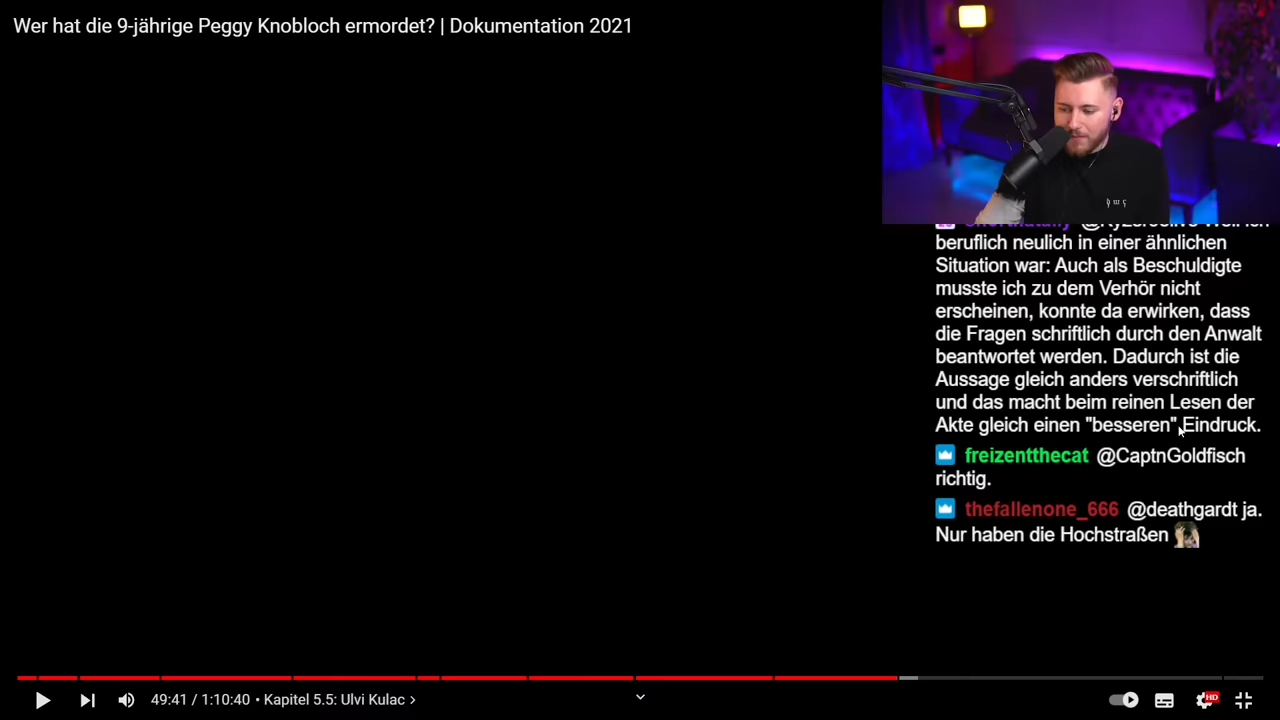 Wer hat die 9-jährige Peggy Knobloch ermordet? | Dokumentation 2021
beruflich neulich in einer ähnlichen
Situation war: Auch als Beschuldigte
musste ich zu dem Verhör nicht
erscheinen, konnte da erwirken, dass
die Fragen schriftlich durch den Anwalt
beantwortet werden. Dadurch ist die
Aussage gleich anders verschriftlich
und das macht beim reinen Lesen der
Akte gleich einen "besseren" Eindruck.
freizentthecat @CaptnGoldfisch
richtig.
thefallenone_666 @deathgardt ja.
Nur haben die Hochstraßen
49:41 / 1:10:40 • Kapitel 5.5: Ulvi Kulac
HD